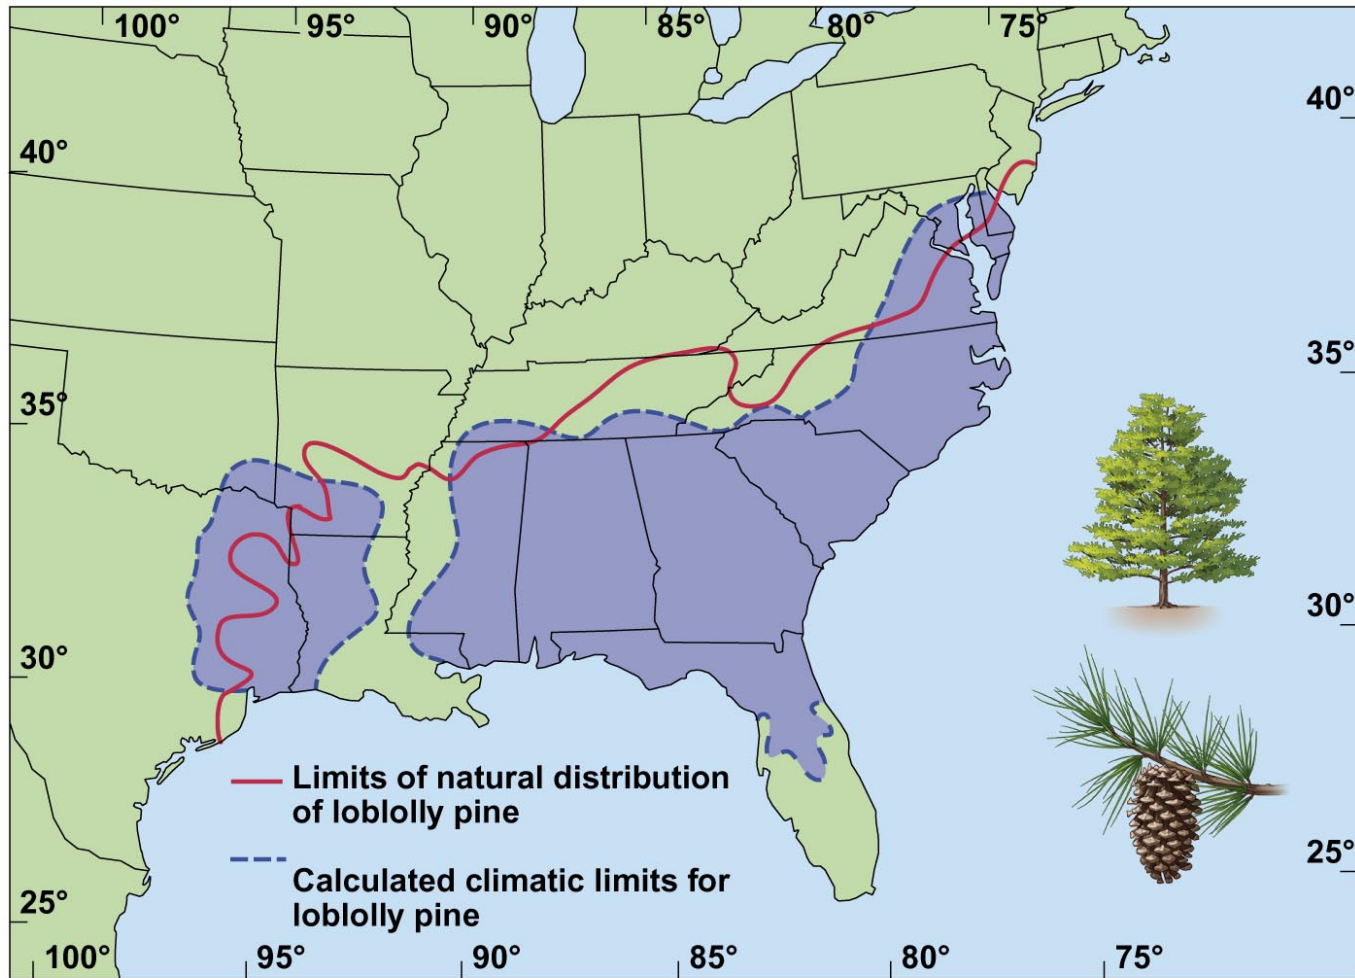 100° 95° 90° 85° 80° 75°
40°
40°
35°
35°
30°
30°
Limits of natural distribution
of loblolly pine
Calculated climatic limits for
loblolly pine
25°
25°
100° 95° 90° 85° 80° 75°